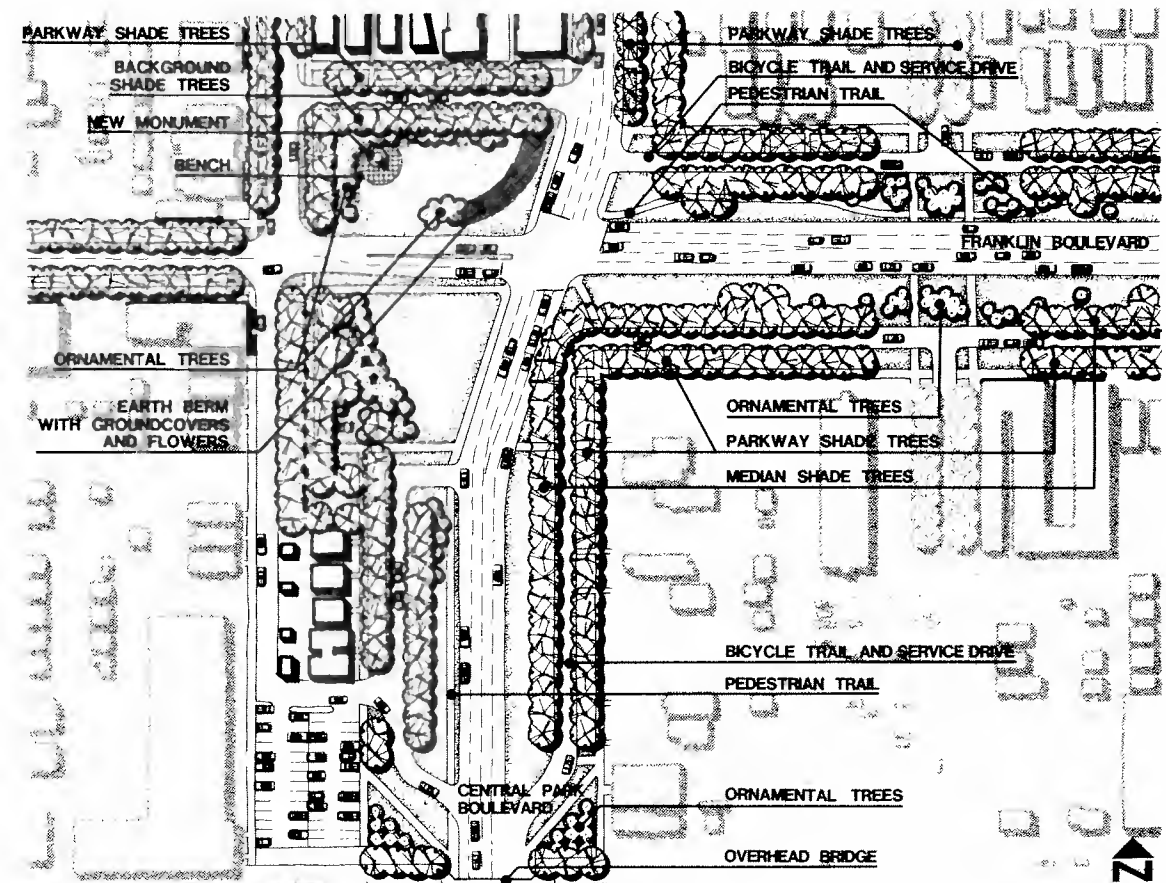 PARKWAY SHADE TREES
BACKGROUND
SHADE TREES
NEW MONUMENT
BENCH
ORNAMENTAL TREES
EARTH BERM
WITH GROUNDCOVERS
AND FLOWERS
PARKWAY SHADE TREES
BICYCLE TRAIL AND SERVICE DRIVE
PEDESTRIAN TRAIL
FRANKLIN BOULEVARD
ORNAMENTAL TREES
PARKWAY SHADE TREES
MEDIAN SHADE TREES
BICYCLE TRAIL AND SERVICE DRIVE
PEDESTRIAN TRAIL
CENTRAL PARK
BOULEVARD
ORNAMENTAL TREES
OVERHEAD BRIDGE
N